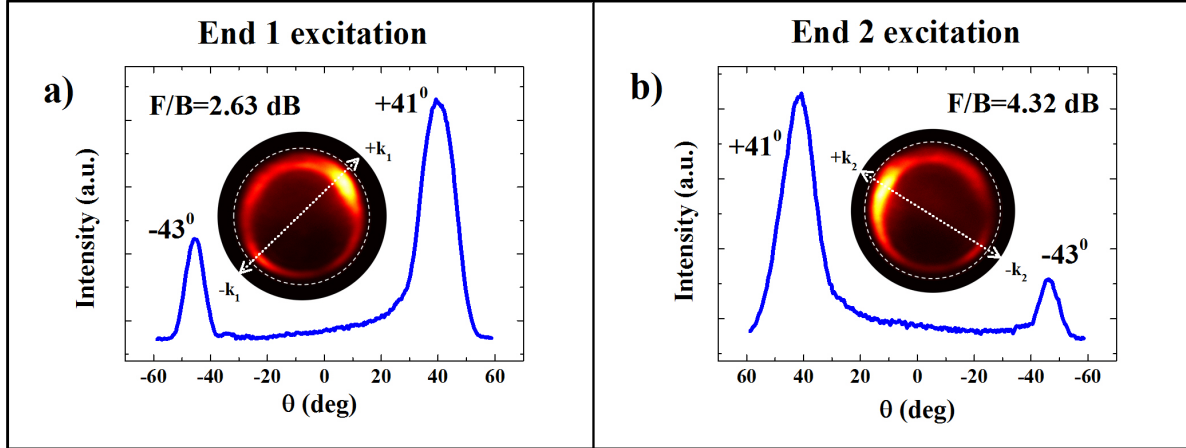 End 1 excitation
a)
F/B=2.63 dB
+41⁰
-43⁰
+k₁
-k₁
Intensity (a.u.)
-60 -40 -20 0 20 40 60
θ (deg)
End 2 excitation
b)
F/B=4.32 dB
+41⁰
-43⁰
+k₂
-k₂
Intensity (a.u.)
60 40 20 0 -20 -40 -60
θ (deg)